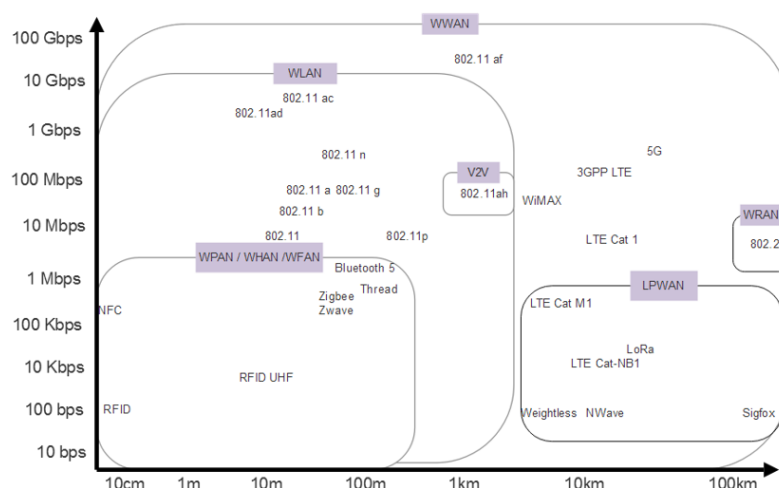 WWAN
100 Gbps
802.11 af
WLAN
10 Gbps
802.11 ac
802.11ad
1 Gbps
802.11 n
5G
V2V
3GPP LTE
100 Mbps
802.11 a 802.11 g
802.11ah
WiMAX
802.11 b
WRAN
10 Mbps
802.11
802.11p
LTE Cat 1
802.2
WPAN / WHAN /WFAN
Bluetooth 5
1 Mbps
Thread
LPWAN
Zigbee
Zwave
NFC
LTE Cat M1
100 Kbps
LoRa
LTE Cat-NB1
10 Kbps
RFID UHF
100 bps
RFID
Weightless
NWave
Sigfox
10 bps
10cm
1m
10m
100m
1km
10km
100km